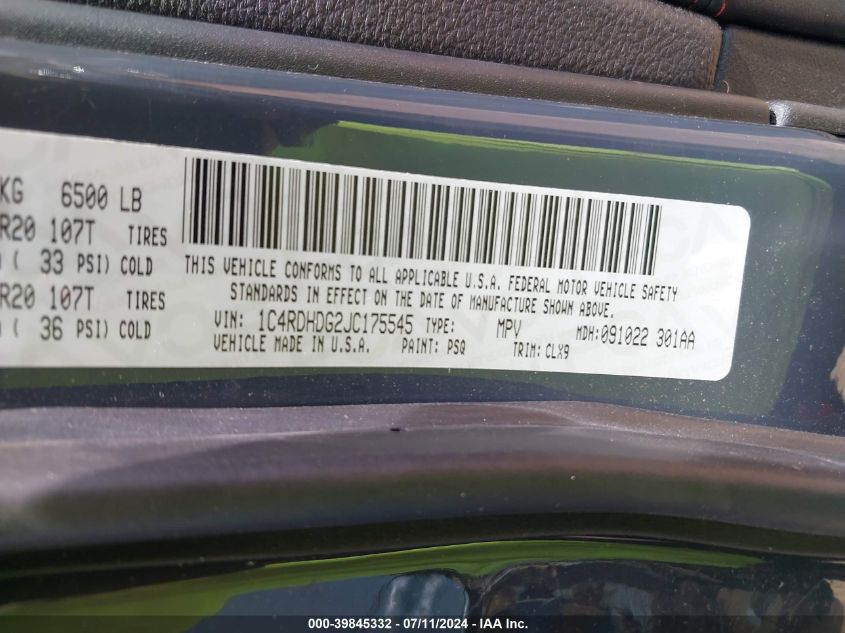 KG 6500 LB
R20 107T TIRES
( 33 PSI) COLD
R20 107T TIRES
( 36 PSI) COLD
THIS VEHICLE CONFORMS TO ALL APPLICABLE U.S.A. FEDERAL MOTOR VEHICLE SAFETY
STANDARDS IN EFFECT ON THE DATE OF MANUFACTURE SHOWN ABOVE.
VIN: 1C4RDHDG2JC175545 TYPE: MPV MDH:091022 301AA
VEHICLE MADE IN U.S.A. PAINT: PSQ TRIM: CLX9
000-39845332 - 07/11/2024 - IAA Inc.